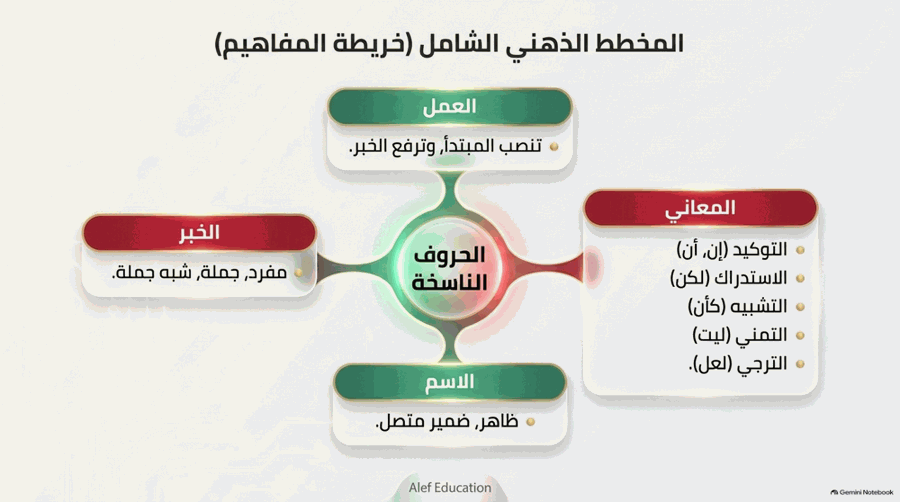 المخطط الذهني الشامل (خريطة المفاهيم)
العمل
تنصب المبتدأ, وترفع الخبر.
المعاني
التوكيد (إن, أن)
الاستدراك (لكن)
التشبيه (كأن)
التمني (ليت)
الترجي (لعل).
الحروف
الناسخة
الخبر
مفرد, جملة, شبه جملة.
الاسم
ظاهر, ضمير متصل.
Alef Education
Gemini Notebook